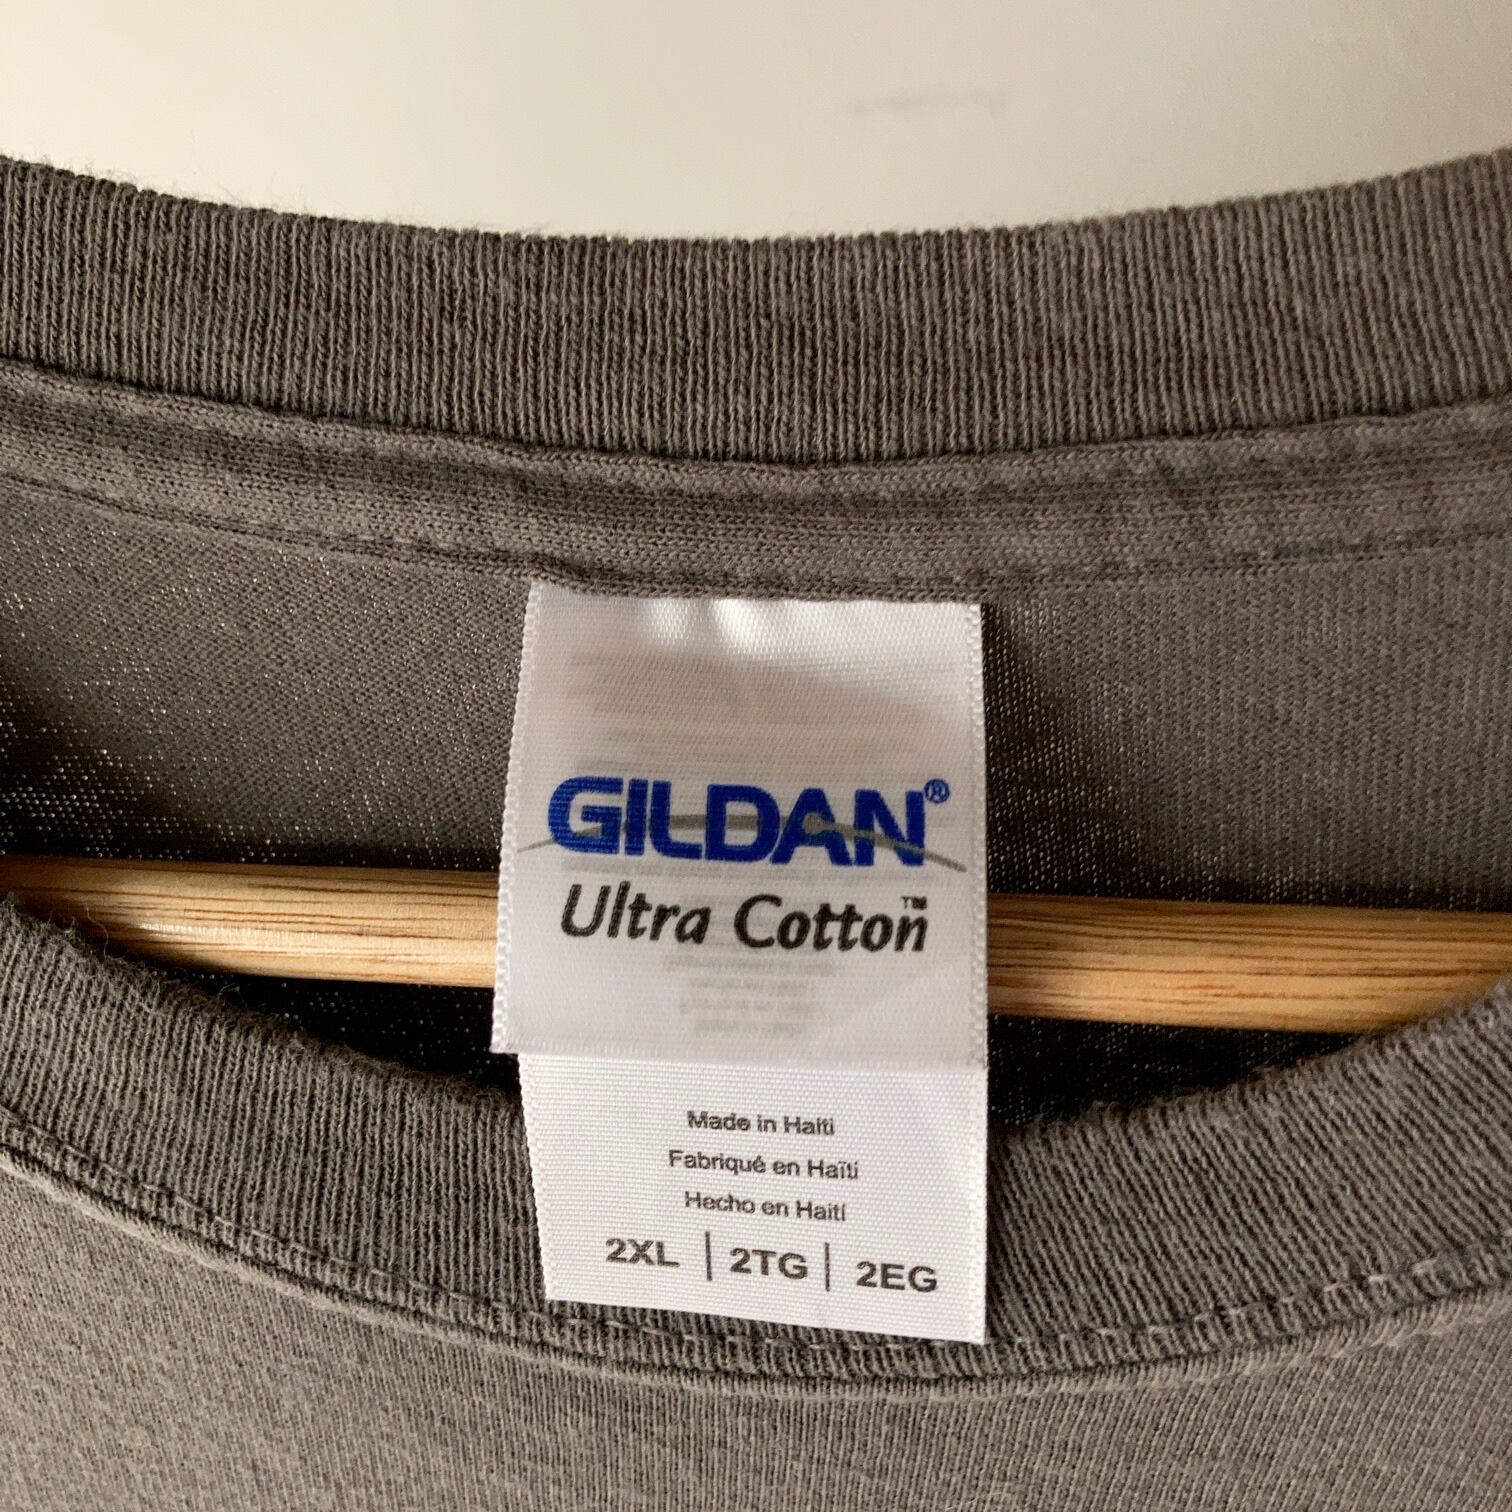 GILDAN®
Ultra Cotton™
Made in Haiti
Fabriqué en Haïti
Hecho en Haití
2XL | 2TG | 2EG